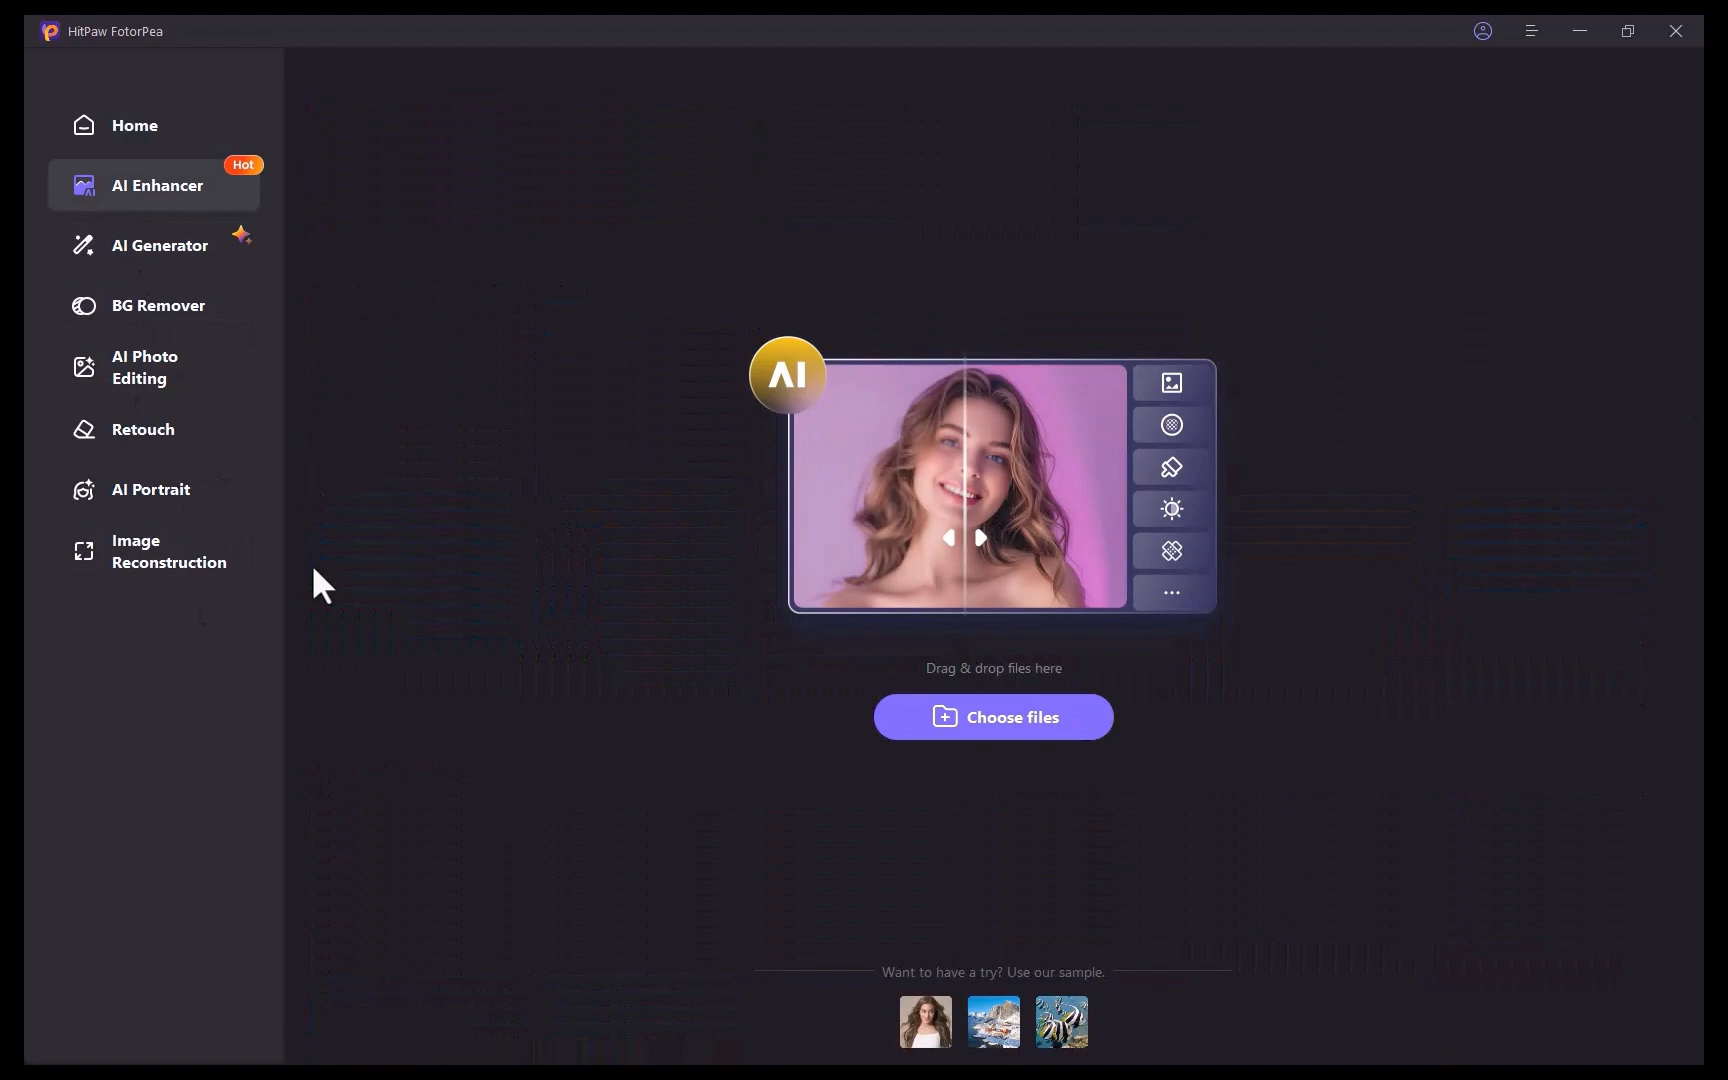 HitPaw FotorPea
Home
Hot
AI Enhancer
AI Generator
BG Remover
AI Photo
Editing
Retouch
AI Portrait
Image
Reconstruction
AI
Drag & drop files here
Choose files
Want to have a try? Use our sample.